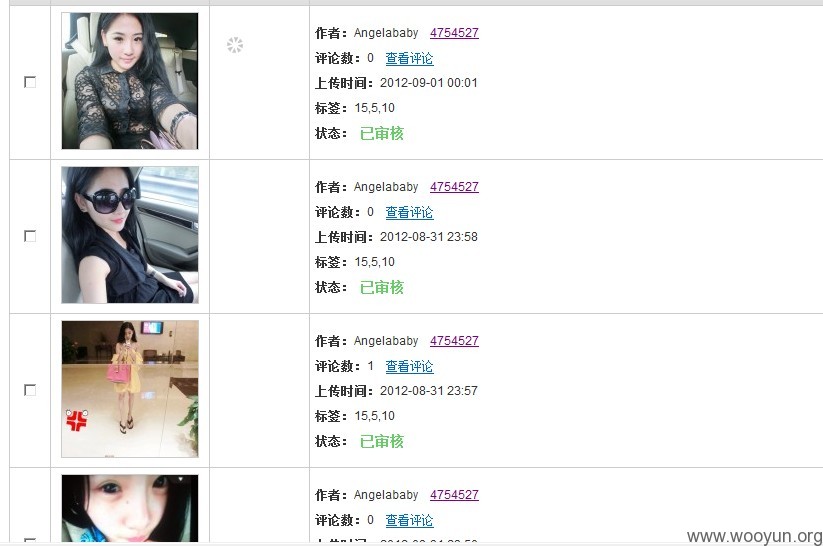 作者：Angelababy 4754527
评论数：0 查看评论
上传时间：2012-09-01 00:01
标签：15,5,10
状态： 已审核
作者：Angelababy 4754527
评论数：0 查看评论
上传时间：2012-08-31 23:58
标签：15,5,10
状态： 已审核
作者：Angelababy 4754527
评论数：1 查看评论
上传时间：2012-08-31 23:57
标签：15,5,10
状态： 已审核
作者：Angelababy 4754527
评论数：0 查看评论
www.wooyun.org